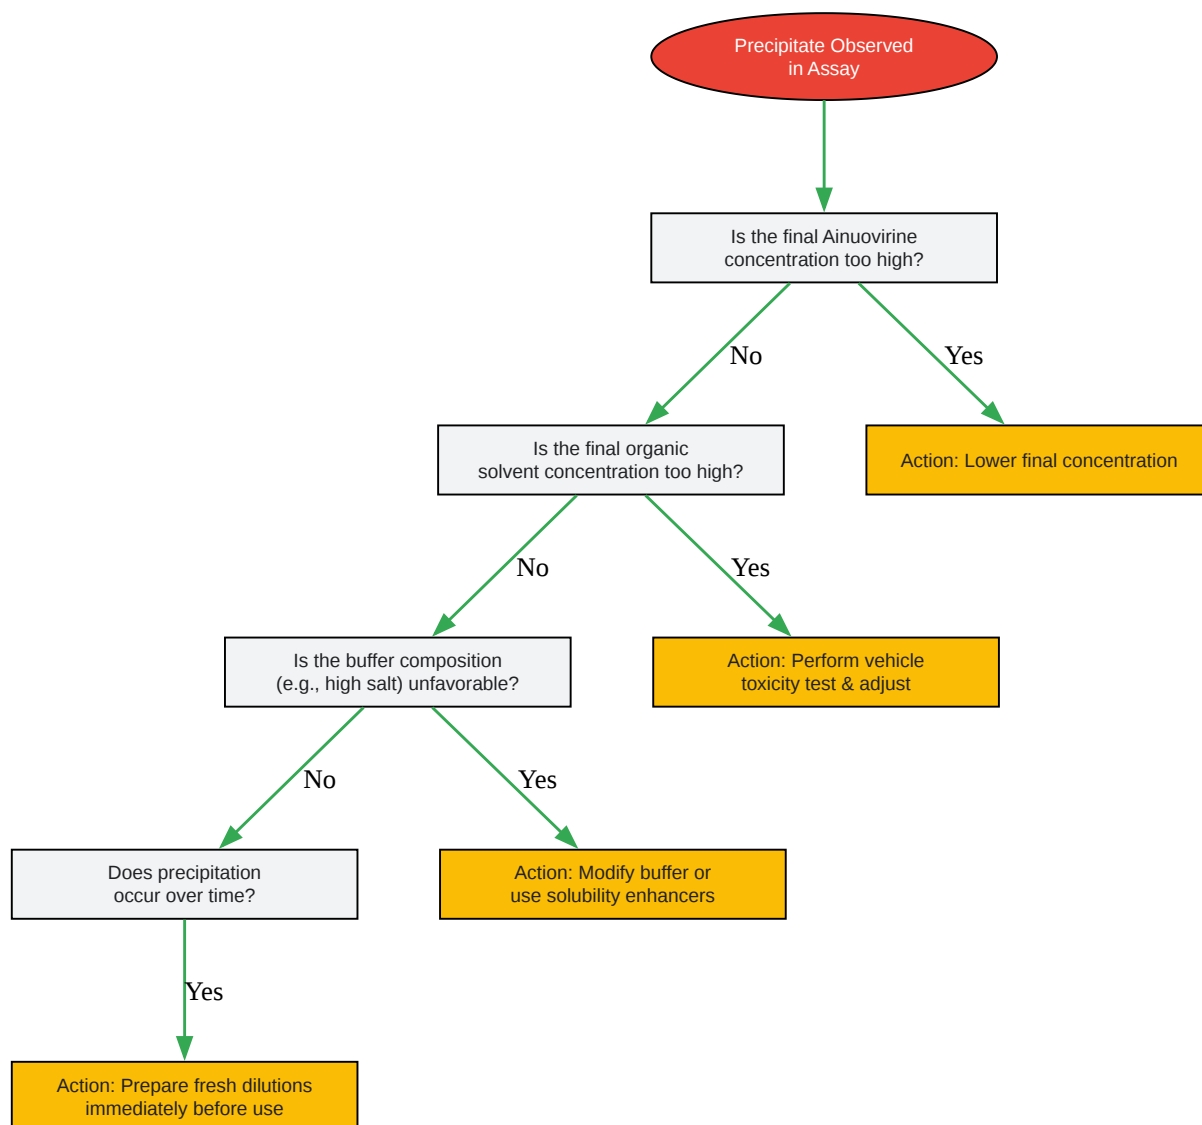 Precipitate Observed
in Assay
Is the final Ainuovirine
concentration too high?
No
Yes
Is the final organic
solvent concentration too high?
Action: Lower final concentration
No
Yes
Is the buffer composition
(e.g., high salt) unfavorable?
Action: Perform vehicle
toxicity test & adjust
No
Yes
Does precipitation
occur over time?
Action: Modify buffer or
use solubility enhancers
Yes
Action: Prepare fresh dilutions
immediately before use